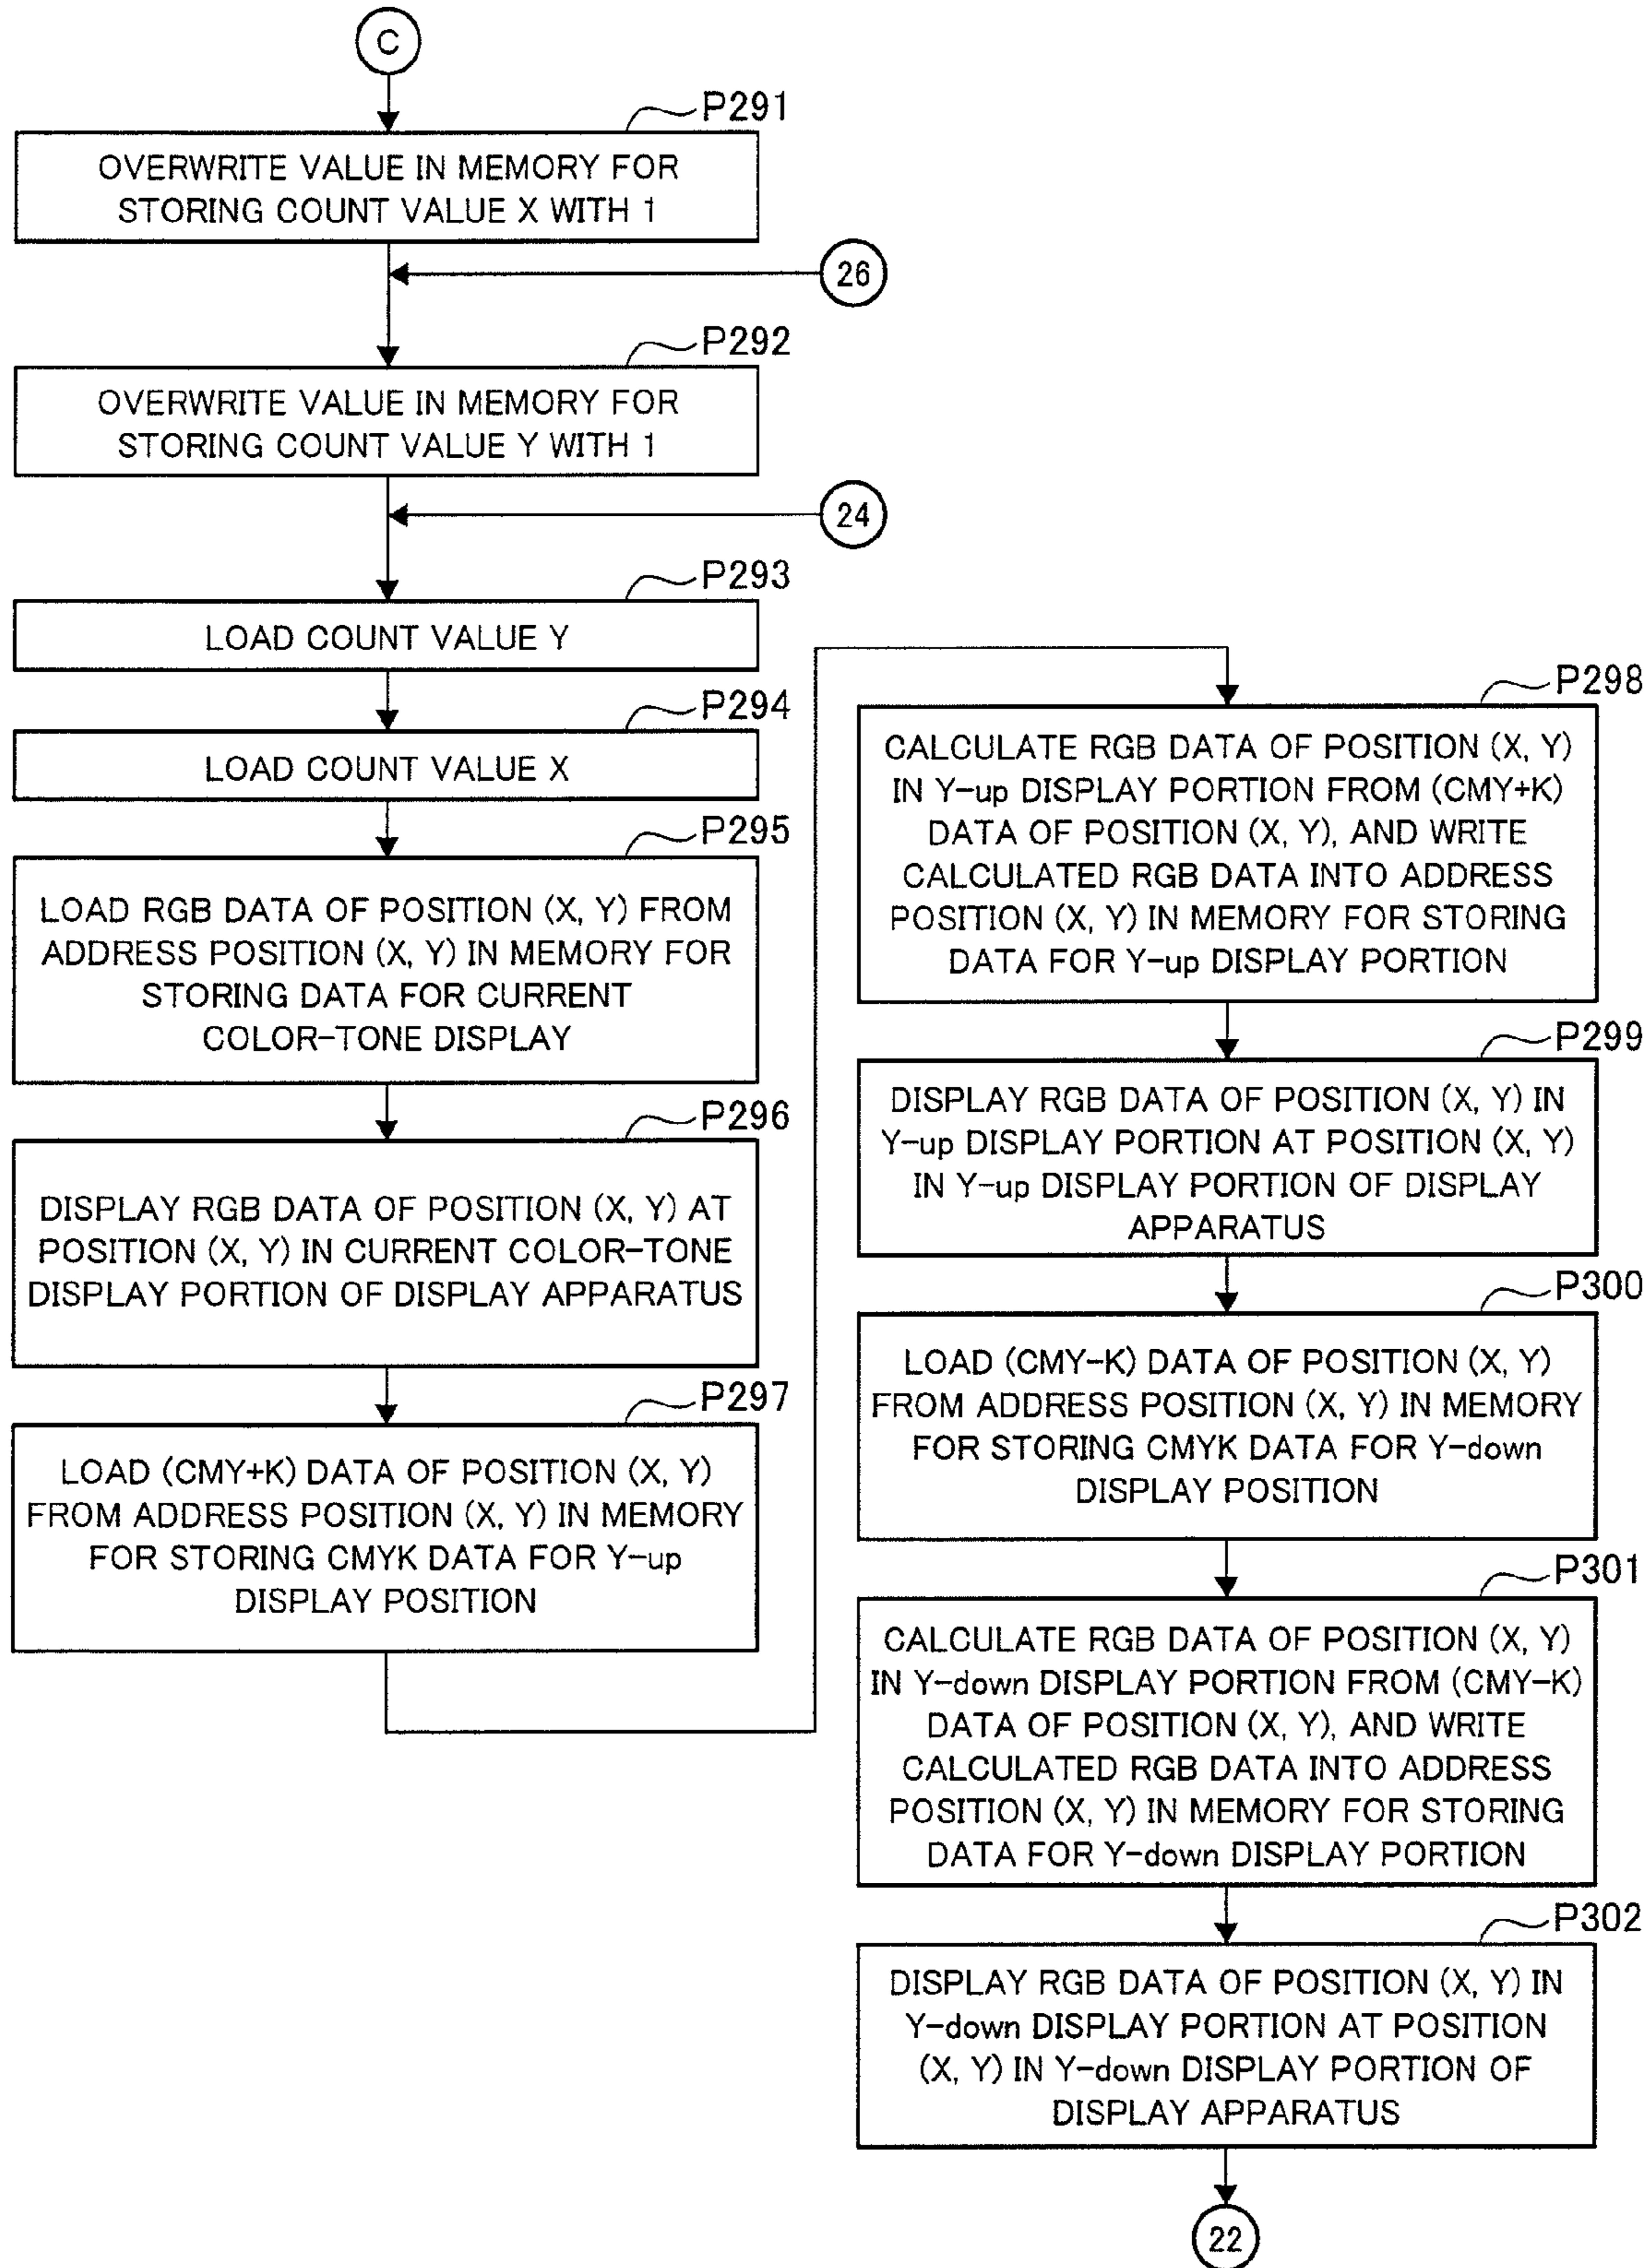 C
P291
OVERWRITE VALUE IN MEMORY FOR
STORING COUNT VALUE X WITH 1
26
P292
OVERWRITE VALUE IN MEMORY FOR
STORING COUNT VALUE Y WITH 1
24
P293
LOAD COUNT VALUE Y
P294
LOAD COUNT VALUE X
P295
LOAD RGB DATA OF POSITION (X, Y) FROM
ADDRESS POSITION (X, Y) IN MEMORY FOR
STORING DATA FOR CURRENT
COLOR-TONE DISPLAY
P296
DISPLAY RGB DATA OF POSITION (X, Y) AT
POSITION (X, Y) IN CURRENT COLOR-TONE
DISPLAY PORTION OF DISPLAY APPARATUS
P297
LOAD (CMY+K) DATA OF POSITION (X, Y)
FROM ADDRESS POSITION (X, Y) IN MEMORY
FOR STORING CMYK DATA FOR Y-up
DISPLAY POSITION
P298
CALCULATE RGB DATA OF POSITION (X, Y)
IN Y-up DISPLAY PORTION FROM (CMY+K)
DATA OF POSITION (X, Y), AND WRITE
CALCULATED RGB DATA INTO ADDRESS
POSITION (X, Y) IN MEMORY FOR STORING
DATA FOR Y-up DISPLAY PORTION
P299
DISPLAY RGB DATA OF POSITION (X, Y) IN
Y-up DISPLAY PORTION AT POSITION (X, Y)
IN Y-up DISPLAY PORTION OF DISPLAY
APPARATUS
P300
LOAD (CMY-K) DATA OF POSITION (X, Y)
FROM ADDRESS POSITION (X, Y) IN MEMORY
FOR STORING CMYK DATA FOR Y-down
DISPLAY POSITION
P301
CALCULATE RGB DATA OF POSITION (X, Y)
IN Y-down DISPLAY PORTION FROM (CMY-K)
DATA OF POSITION (X, Y), AND WRITE
CALCULATED RGB DATA INTO ADDRESS
POSITION (X, Y) IN MEMORY FOR STORING
DATA FOR Y-down DISPLAY PORTION
P302
DISPLAY RGB DATA OF POSITION (X, Y) IN
Y-down DISPLAY PORTION AT POSITION
(X, Y) IN Y-down DISPLAY PORTION OF
DISPLAY APPARATUS
22